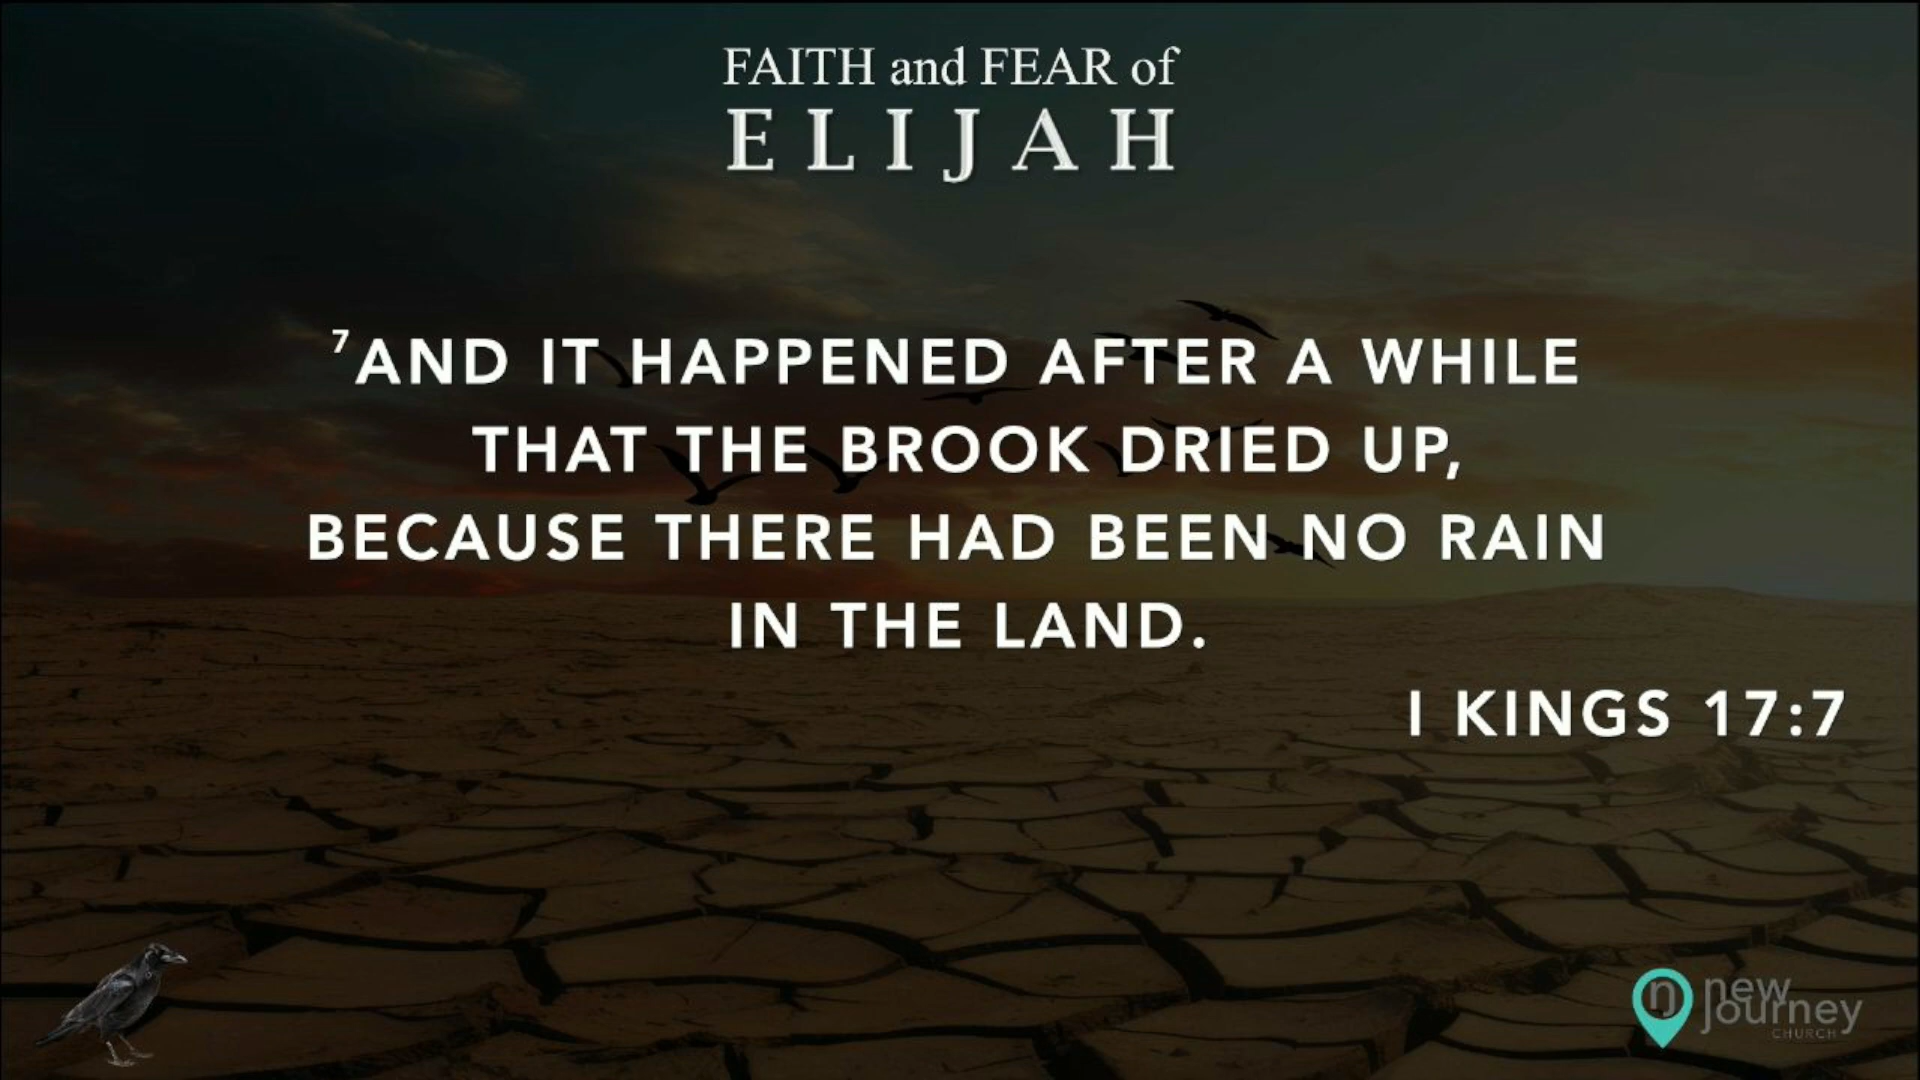 FAITH and FEAR of
ELIJAH
⁷AND IT HAPPENED AFTER A WHILE
THAT THE BROOK DRIED UP,
BECAUSE THERE HAD BEEN NO RAIN
IN THE LAND.
I KINGS 17:7
n new
Journey
CHURCH